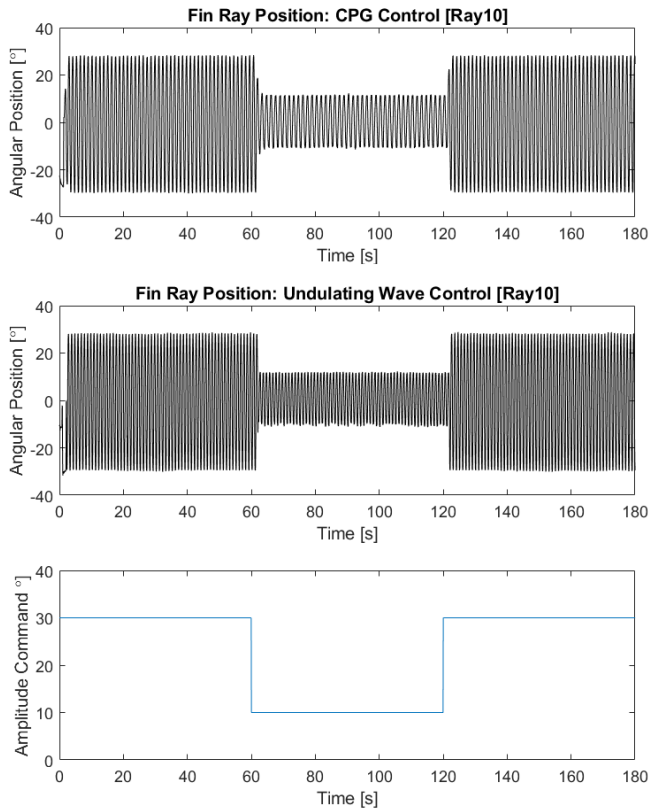 Fin Ray Position: CPG Control [Ray10]
Angular Position [°]
40
20
0
-20
-40
0 20 40 60 80 100 120 140 160 180
Time [s]
Fin Ray Position: Undulating Wave Control [Ray10]
Angular Position [°]
40
20
0
-20
-40
0 20 40 60 80 100 120 140 160 180
Time [s]
Amplitude Command °]
40
30
20
10
0
0 20 40 60 80 100 120 140 160 180
Time [s]